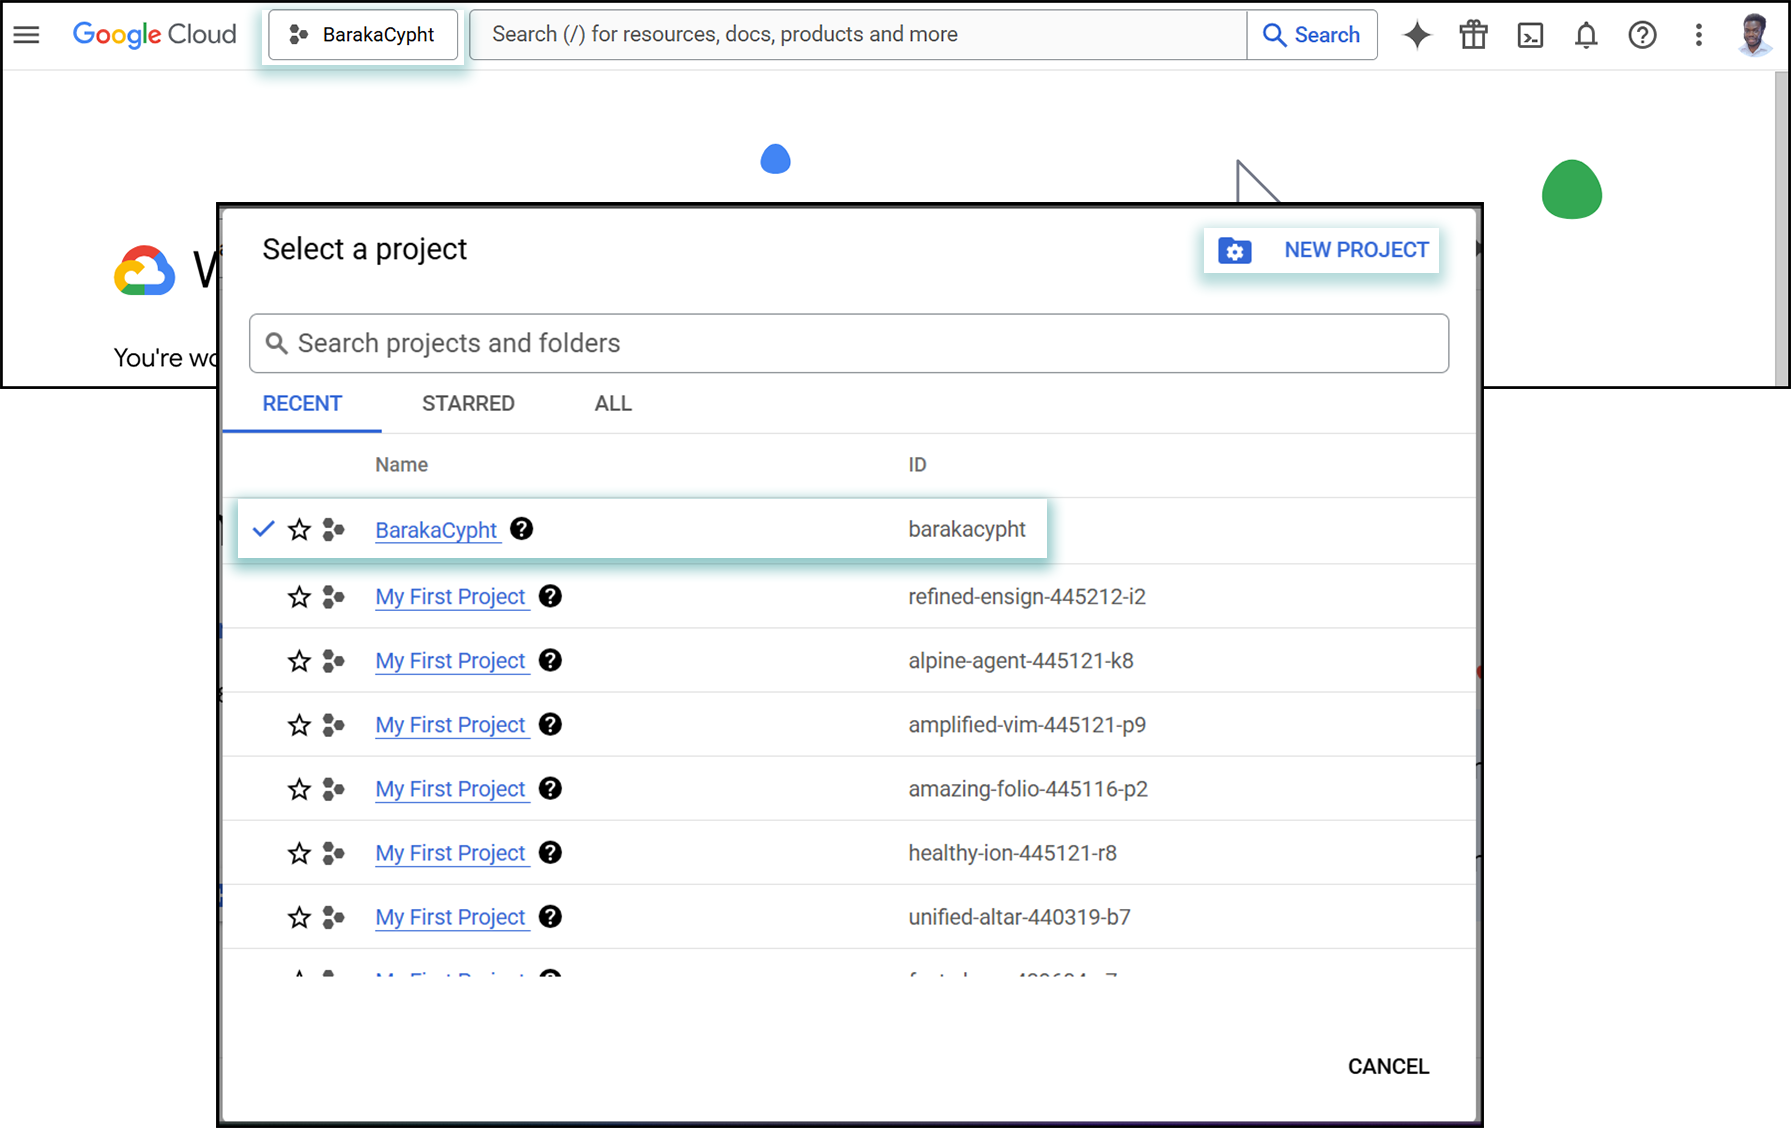 Google Cloud
BarakaCypht
Search (/) for resources, docs, products and more
Search
Select a project
NEW PROJECT
You're
Search projects and folders
RECENT STARRED ALL
Name ID
BarakaCypht barakacypht
My First Project refined-ensign-445212-i2
My First Project alpine-agent-445121-k8
My First Project amplified-vim-445121-p9
My First Project amazing-folio-445116-p2
My First Project healthy-ion-445121-r8
My First Project unified-altar-440319-b7
My First Project
CANCEL